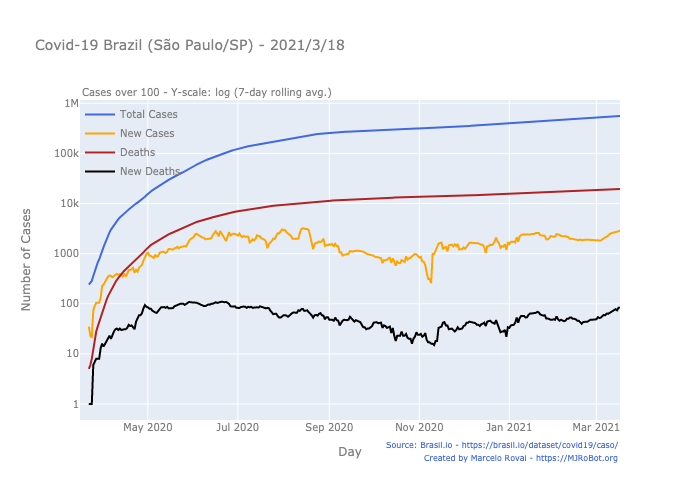 Covid-19 Brazil (São Paulo/SP) - 2021/3/18
Cases over 100 - Y-scale: log (7-day rolling avg.)
1M
100k
10k
1000
100
10
1
Number of Cases
Total Cases
New Cases
Deaths
New Deaths
May 2020
Jul 2020
Sep 2020
Nov 2020
Jan 2021
Mar 2021
Day
Source: Brasil.io - https://brasil.io/dataset/covid19/caso/
Created by Marcelo Rovai - https://MJRoBot.org